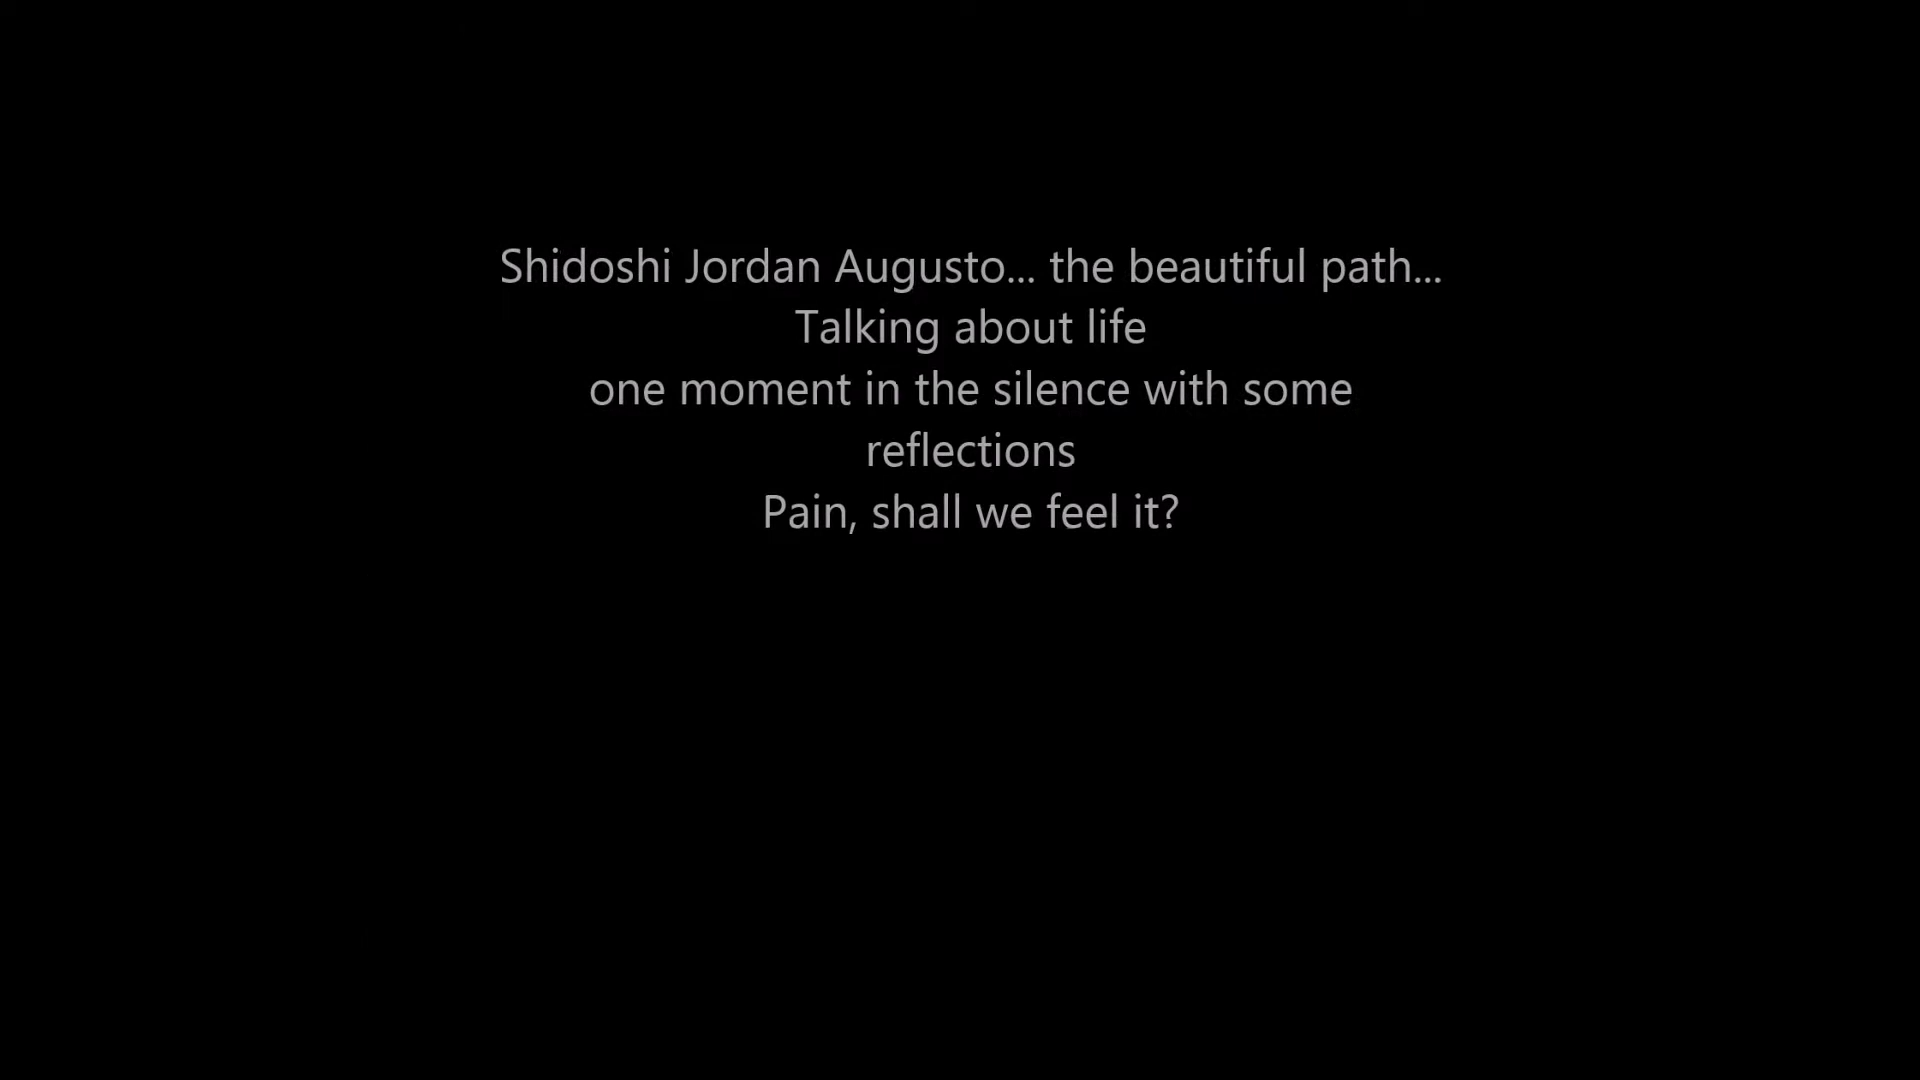 Shidoshi Jordan Augusto... the beautiful path...
Talking about life
one moment in the silence with some
reflections
Pain, shall we feel it?